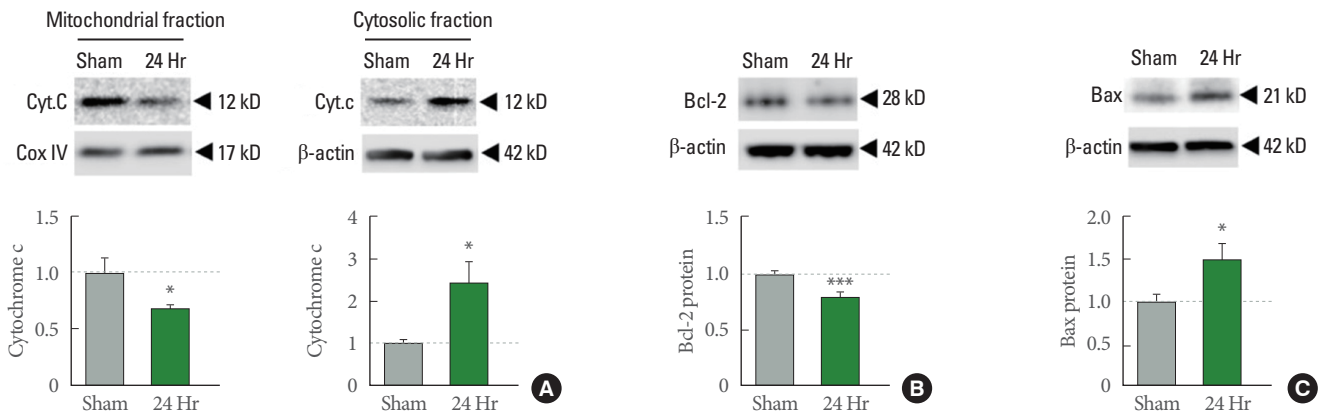 Mitochondrial fraction
Sham 24 Hr
Cyt.C 12 kD
Cox IV 17 kD
1.5
1.0
0.5
0
Cytochrome c
*
Sham 24 Hr
Cytosolic fraction
Sham 24 Hr
Cyt.c 12 kD
β-actin 42 kD
4
3
2
1
0
Cytochrome c
*
Sham 24 Hr
A
Sham 24 Hr
Bcl-2 28 kD
β-actin 42 kD
1.5
1.0
0.5
0
Bcl-2 protein
***
Sham 24 Hr
B
Sham 24 Hr
Bax 21 kD
β-actin 42 kD
2.0
1.5
1.0
0.5
0
Bax protein
*
Sham 24 Hr
C